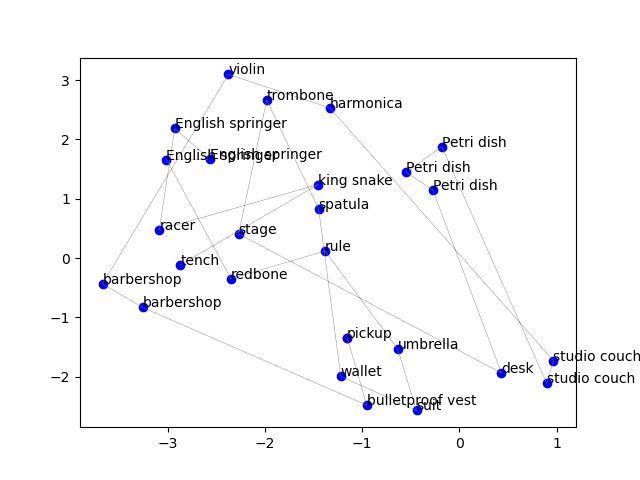 violin
trombone
harmonica
English springer
Petri dish
English springer
English springer
Petri dish
king snake
Petri dish
spatula
racer
stage
rule
tench
redbone
barbershop
barbershop
pickup
umbrella
studio couch
wallet
desk
studio couch
bulletproof vest
suit
3
2
1
0
−1
−2
−3
−2
−1
0
1